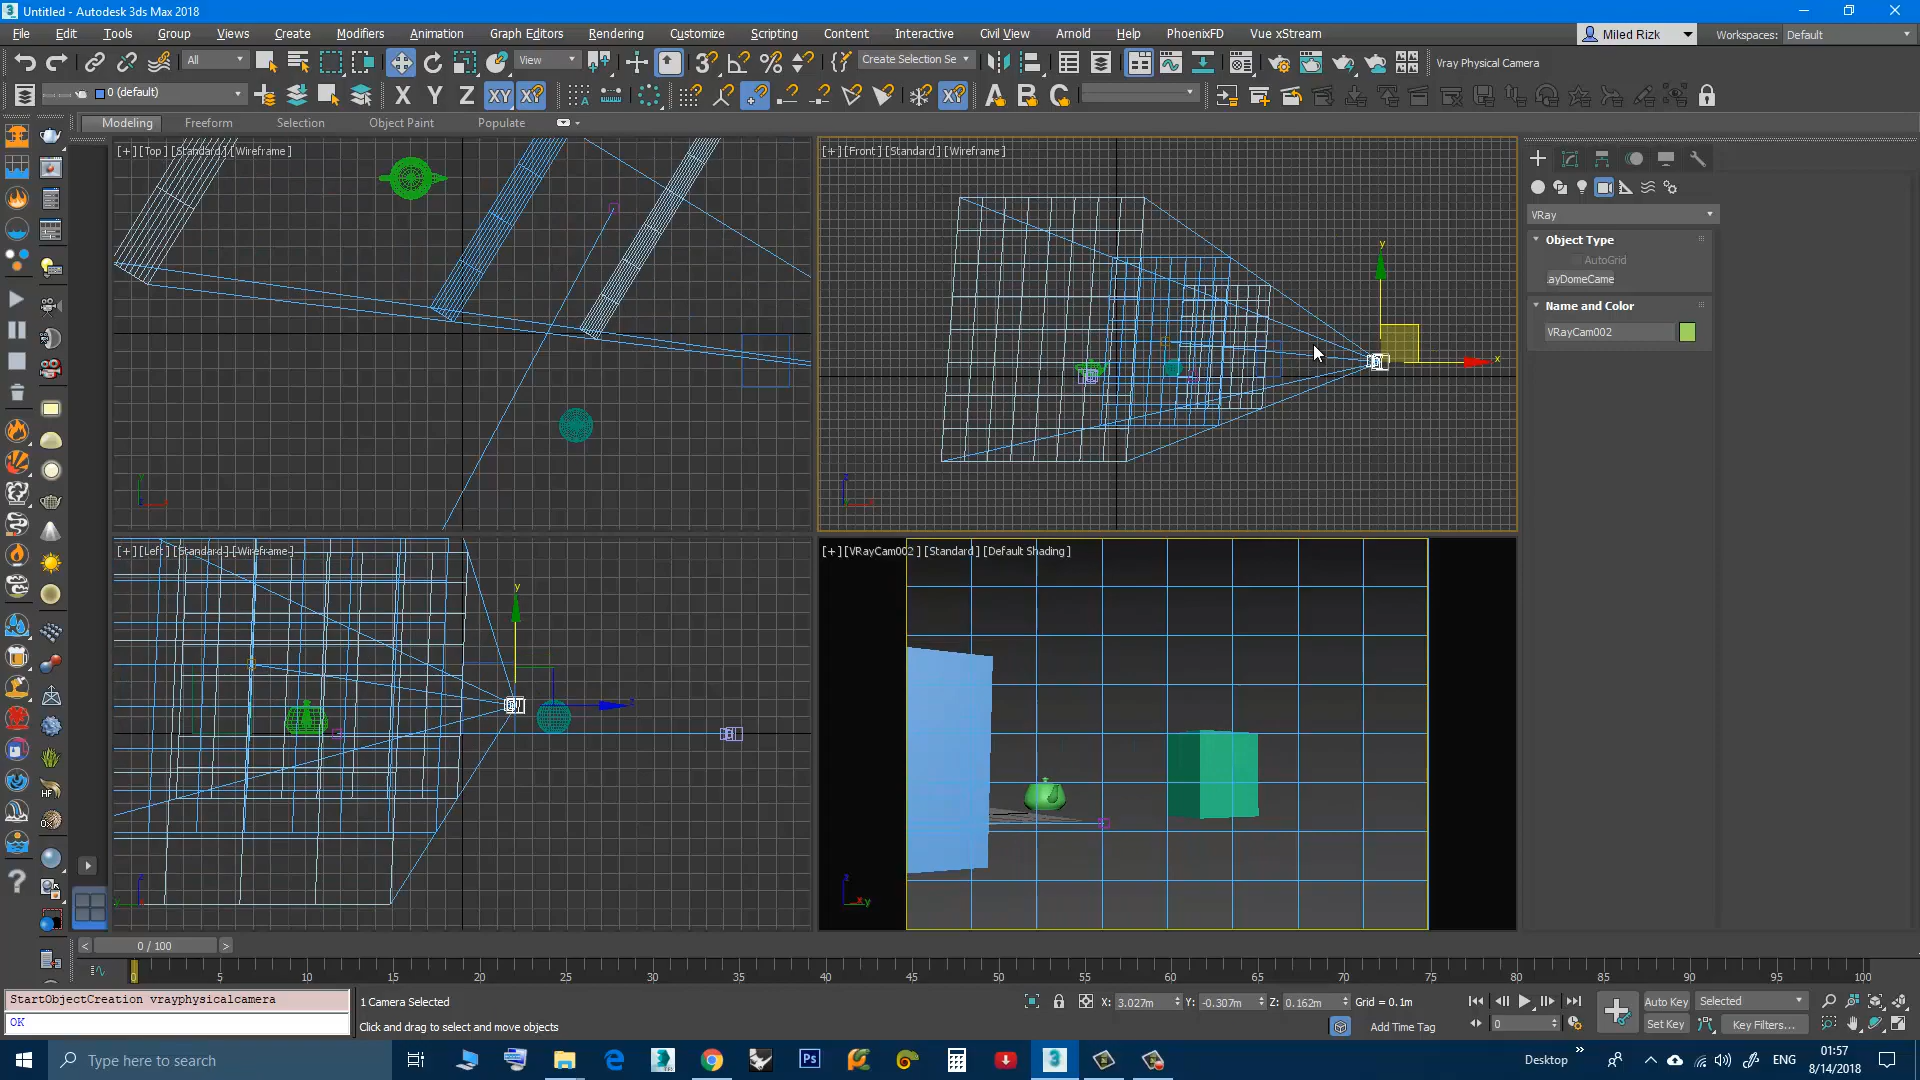 Untitled - Autodesk 3ds Max 2018
File Edit Tools Group Views Create Modifiers Animation Graph Editors Rendering Customize Scripting Content Interactive Civil View Arnold Help PhoenixFD Vue xStream
Miled Rizk
Workspaces: Default
All
View
Create Selection Se
Vray Physical Camera
0 (default)
X Y Z XY XY
Modeling Freeform Selection Object Paint Populate
[+] [Top] [Standard] [Wireframe]
[+] [Front] [Standard] [Wireframe]
VRay
Object Type
AutoGrid
ayDomeCame
Name and Color
VRayCam002
y
x
[+] [Left] [Standard] [Wireframe]
[+] [VRayCam002] [Standard] [Default Shading]
y
HF
< 0 / 100 >
0 5 10 15 20 25 30 35 40 45 50 55 60 65 70 75 80 85 90 95 100
StartObjectCreation vrayphysicalcamera
OK
1 Camera Selected
Click and drag to select and move objects
X: 3.027m Y: -0.307m Z: 0.162m Grid = 0.1m
Add Time Tag
0
Auto Key Selected
Set Key Key Filters...
Type here to search
Ps
3
Desktop
ENG
01:57
8/14/2018